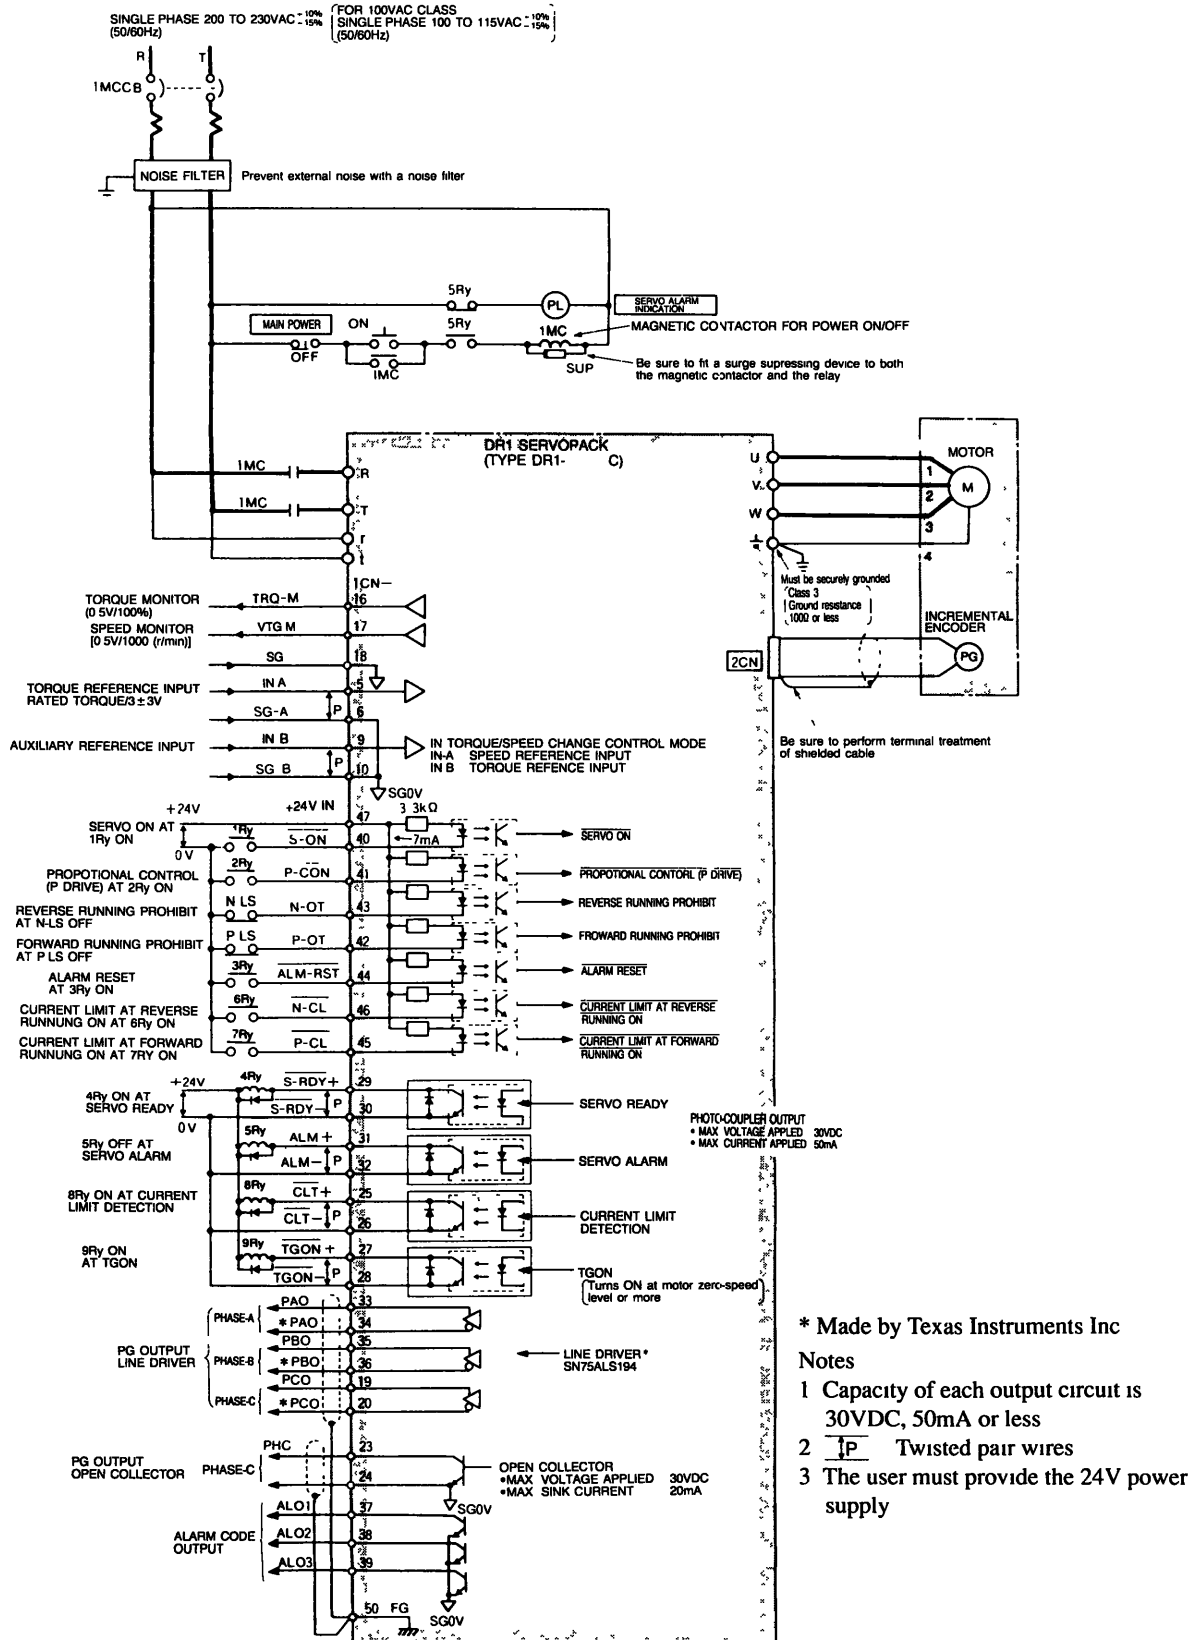 SINGLE PHASE 200 TO 230VAC +10% -15%
(50/60Hz)
FOR 100VAC CLASS
SINGLE PHASE 100 TO 115VAC +10% -15%
(50/60Hz)
R
T
1MCCB
NOISE FILTER
Prevent external noise with a noise filter
5Ry
PL
SERVO ALARM
INDICATION
MAIN POWER
OFF
ON
1MC
5Ry
1MC
SUP
MAGNETIC CONTACTOR FOR POWER ON/OFF
Be sure to fit a surge supressing device to both
the magnetic contactor and the relay
DR1 SERVOPACK
(TYPE DR1- C)
1MC
R
1MC
T
r
t
U
V
W
1
2
3
4
MOTOR
M
Must be securely grounded
Class 3
Ground resistance
100Ω or less
INCREMENTAL
ENCODER
PG
2CN
Be sure to perform terminal treatment
of shielded cable
1CN-
TORQUE MONITOR
(0 5V/100%)
TRQ-M
16
SPEED MONITOR
[0 5V/1000 (r/min)]
VTG M
17
SG
18
TORQUE REFERENCE INPUT
RATED TORQUE/3±3V
IN A
5
P
SG-A
6
AUXILIARY REFERENCE INPUT
IN B
9
P
SG B
10
IN TORQUE/SPEED CHANGE CONTROL MODE
IN-A SPEED REFERENCE INPUT
IN B TORQUE REFENCE INPUT
SG0V
+24V
+24V IN
47
3 3kΩ
7mA
SERVO ON AT
1Ry ON
0V
1Ry
S-ON
40
SERVO ON
PROPOTIONAL CONTROL
(P DRIVE) AT 2Ry ON
2Ry
P-CON
41
PROPOTIONAL CONTORL (P DRIVE)
REVERSE RUNNING PROHIBIT
AT N-LS OFF
N LS
N-OT
43
REVERSE RUNNING PROHIBIT
FORWARD RUNNING PROHIBIT
AT P LS OFF
P LS
P-OT
42
FROWARD RUNNING PROHIBIT
ALARM RESET
AT 3Ry ON
3Ry
ALM-RST
44
ALARM RESET
CURRENT LIMIT AT REVERSE
RUNNUNG ON AT 6Ry ON
6Ry
N-CL
46
CURRENT LIMIT AT REVERSE
RUNNING ON
CURRENT LIMIT AT FORWARD
RUNNUNG ON AT 7RY ON
7Ry
P-CL
45
CURRENT LIMIT AT FORWARD
RUNNING ON
+24V
4Ry ON AT
SERVO READY
0V
4Ry
S-RDY+
29
P
S-RDY-
30
SERVO READY
PHOTO-COUPLER OUTPUT
• MAX VOLTAGE APPLED 30VDC
• MAX CURRENT APPLED 50mA
5Ry OFF AT
SERVO ALARM
5Ry
ALM+
31
P
ALM-
32
SERVO ALARM
8Ry ON AT CURRENT
LIMIT DETECTION
8Ry
CLT+
25
P
CLT-
26
CURRENT LIMIT
DETECTION
9Ry ON
AT TGON
9Ry
TGON+
27
P
TGON-
28
TGON
(Turns ON at motor zero-speed
level or more)
PG OUTPUT
LINE DRIVER
PHASE-A
PAO
33
*PAO
34
PHASE-B
PBO
35
*PBO
36
PHASE-C
PCO
19
*PCO
20
LINE DRIVER*
SN75ALS194
PG OUTPUT
OPEN COLLECTOR
PHASE-C
PHC
23
24
OPEN COLLECTOR
•MAX VOLTAGE APPLIED 30VDC
•MAX SINK CURRENT 20mA
SG0V
ALARM CODE
OUTPUT
ALO1
37
ALO2
38
ALO3
39
50 FG
SG0V
* Made by Texas Instruments Inc
Notes
1 Capacity of each output circuit is
30VDC, 50mA or less
2 P Twisted pair wires
3 The user must provide the 24V power
supply